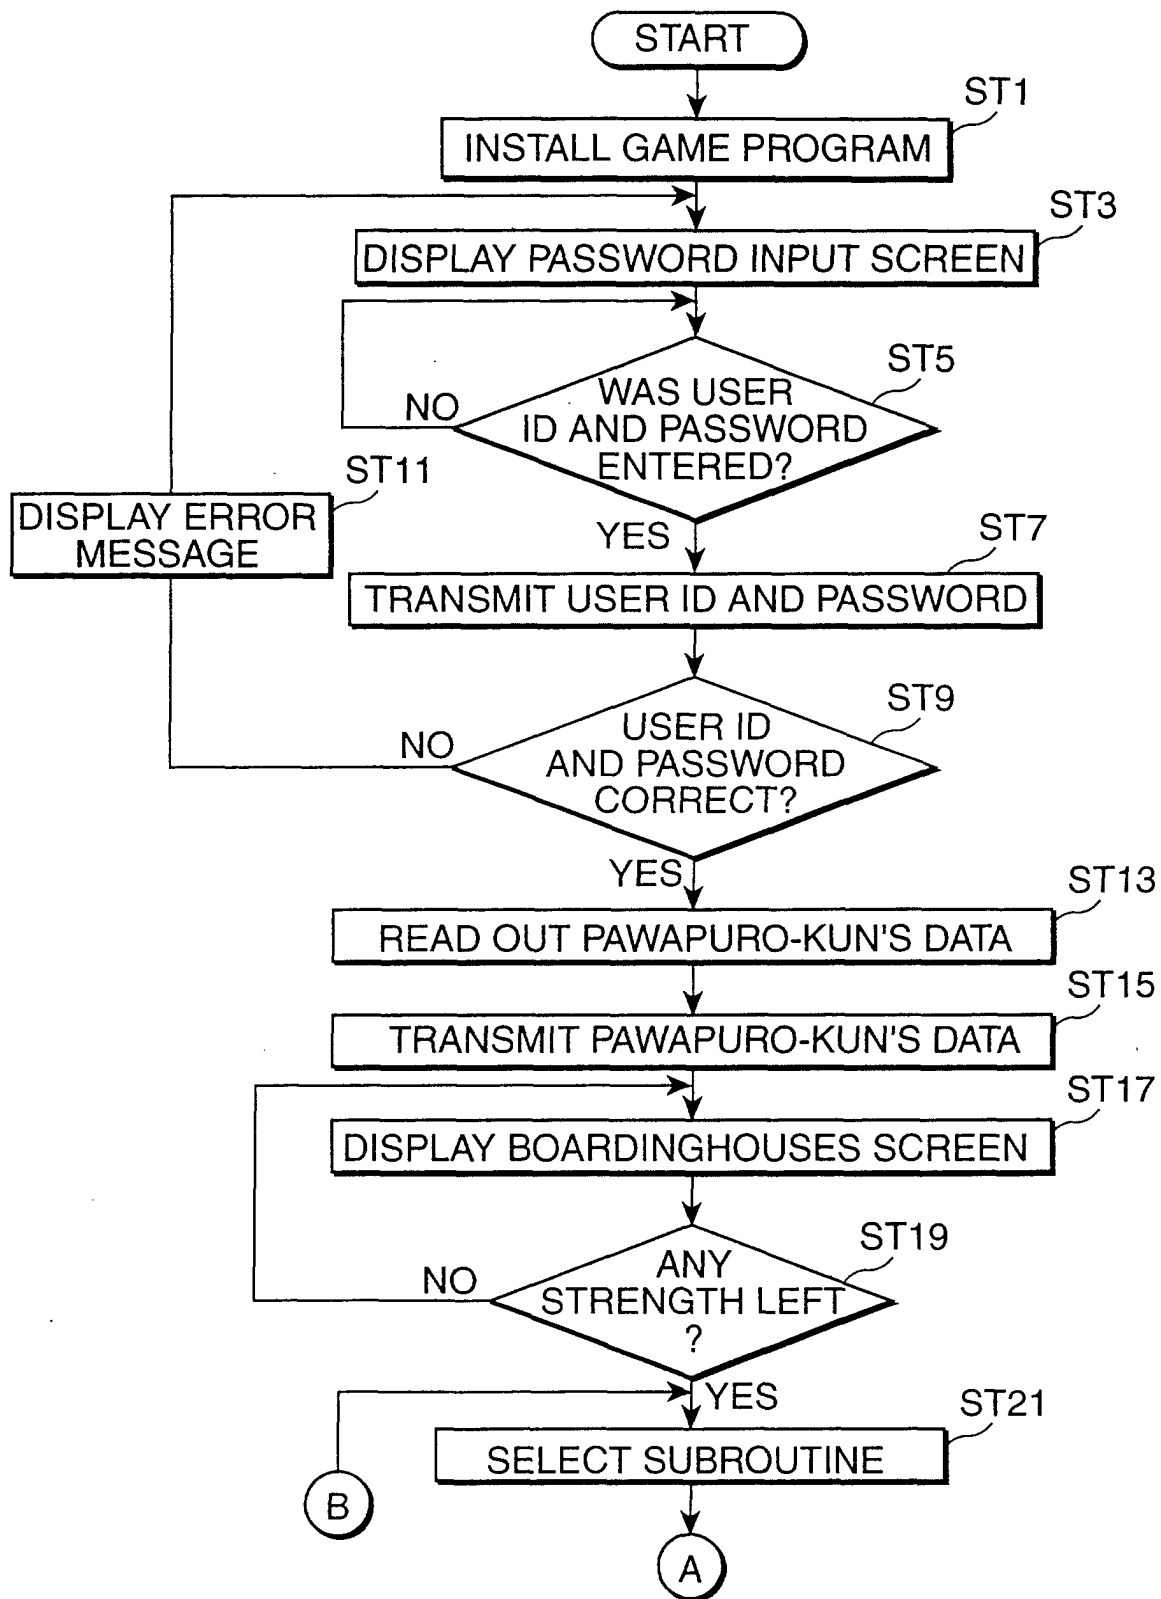 START
ST1
INSTALL GAME PROGRAM
ST3
DISPLAY PASSWORD INPUT SCREEN
ST5
WAS USER
ID AND PASSWORD
ENTERED?
NO
ST11
DISPLAY ERROR
MESSAGE
YES
ST7
TRANSMIT USER ID AND PASSWORD
ST9
USER ID
AND PASSWORD
CORRECT?
NO
YES
ST13
READ OUT PAWAPURO-KUN'S DATA
ST15
TRANSMIT PAWAPURO-KUN'S DATA
ST17
DISPLAY BOARDINGHOUSES SCREEN
ST19
ANY
STRENGTH LEFT
?
NO
YES
ST21
SELECT SUBROUTINE
B
A